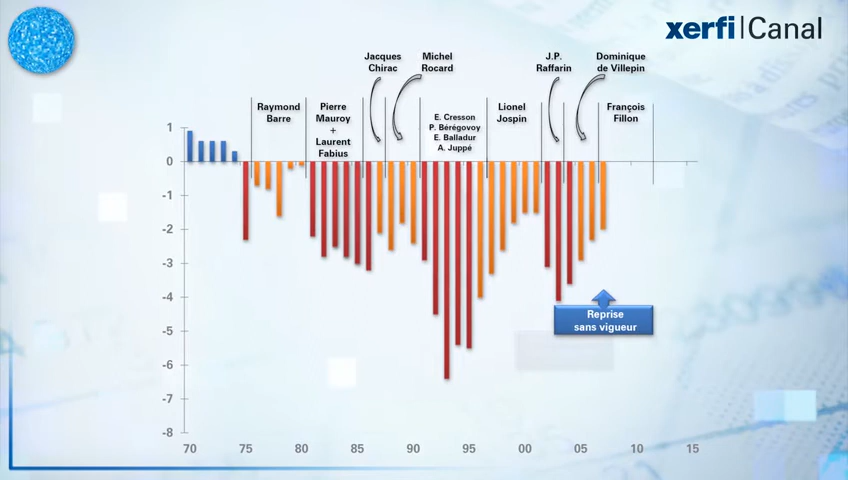 xerfi Canal
Jacques
Chirac
Michel
Rocard
J.P.
Raffarin
Dominique
de Villepin
Raymond
Barre
Pierre
Mauroy
+
Laurent
Fabius
E. Cresson
P. Bérégovoy
E. Balladur
A. Juppé
Lionel
Jospin
François
Fillon
1
0
-1
-2
-3
-4
-5
-6
-7
-8
Reprise
sans vigueur
70 75 80 85 90 95 00 05 10 15